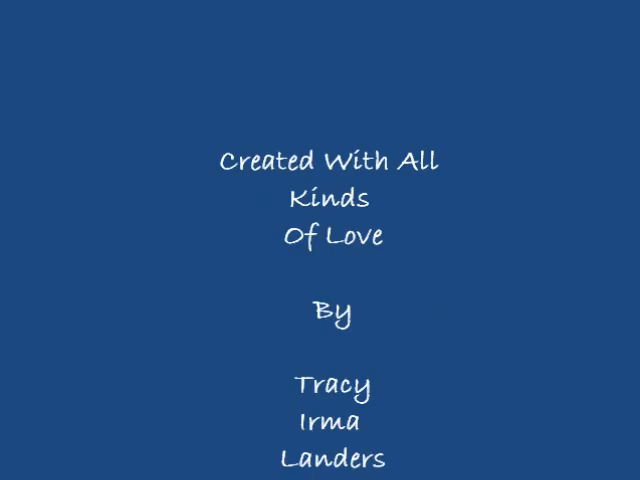 Created With All
Kinds
Of Love
By
Tracy
Irma
Landers